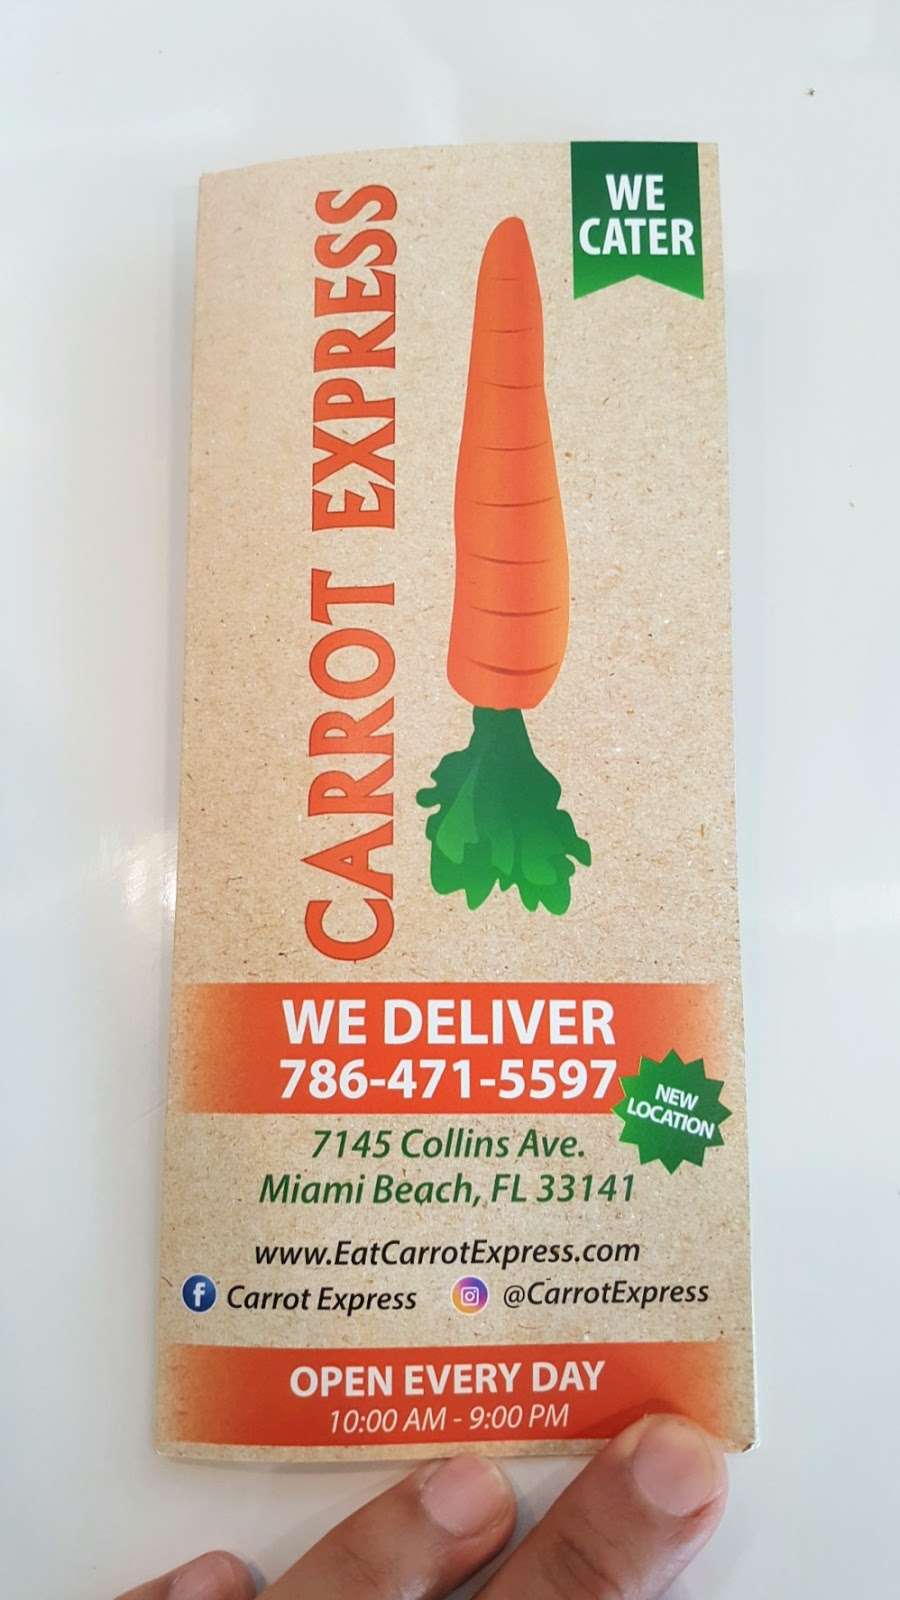 WE
CATER
CARROT EXPRESS
WE DELIVER
786-471-5597
NEW
LOCATION
7145 Collins Ave.
Miami Beach, FL 33141
www.EatCarrotExpress.com
f Carrot Express @CarrotExpress
OPEN EVERY DAY
10:00 AM - 9:00 PM